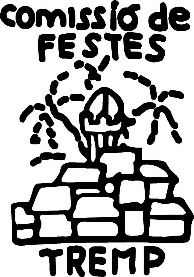 comissió de
FESTES
TREMP